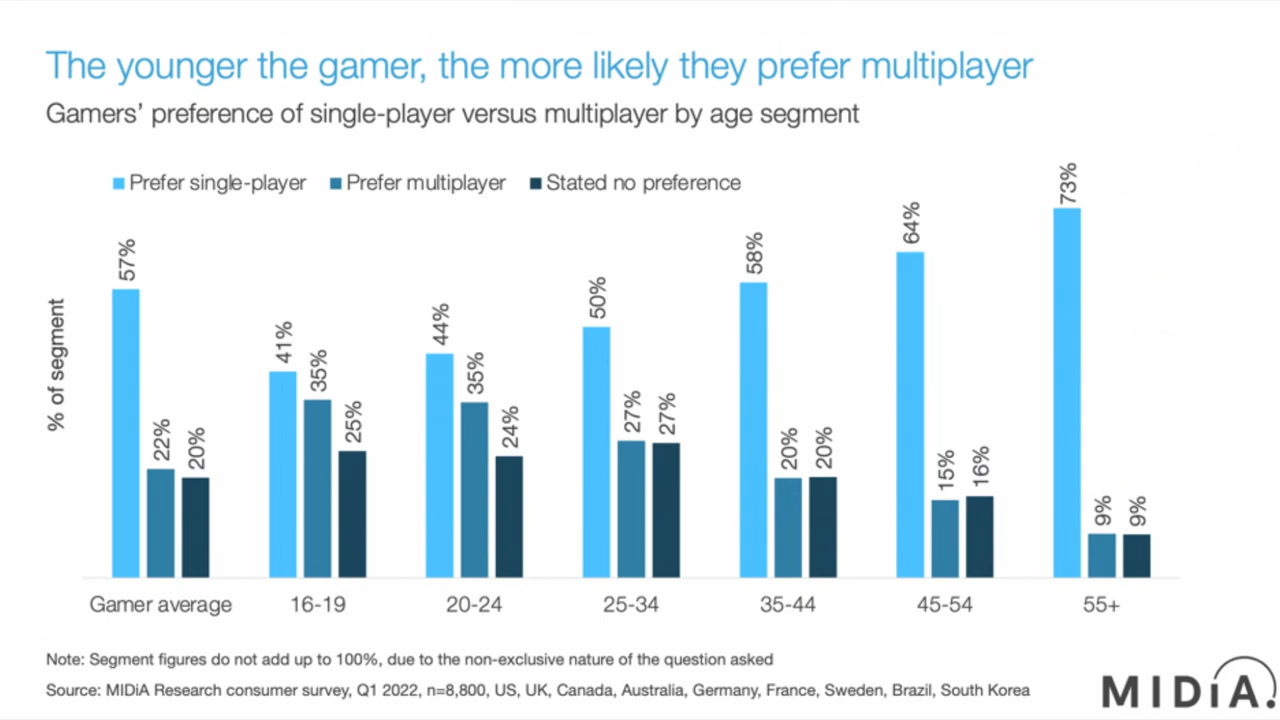 The younger the gamer, the more likely they prefer multiplayer
Gamers' preference of single-player versus multiplayer by age segment
Prefer single-player Prefer multiplayer Stated no preference
% of segment
57% 22% 20%
41% 35% 25%
44% 35% 24%
50% 27% 27%
58% 20% 20%
64% 15% 16%
73% 9% 9%
Gamer average 16-19 20-24 25-34 35-44 45-54 55+
Note: Segment figures do not add up to 100%, due to the non-exclusive nature of the question asked
Source: MIDiA Research consumer survey, Q1 2022, n=8,800, US, UK, Canada, Australia, Germany, France, Sweden, Brazil, South Korea
MIDiA.